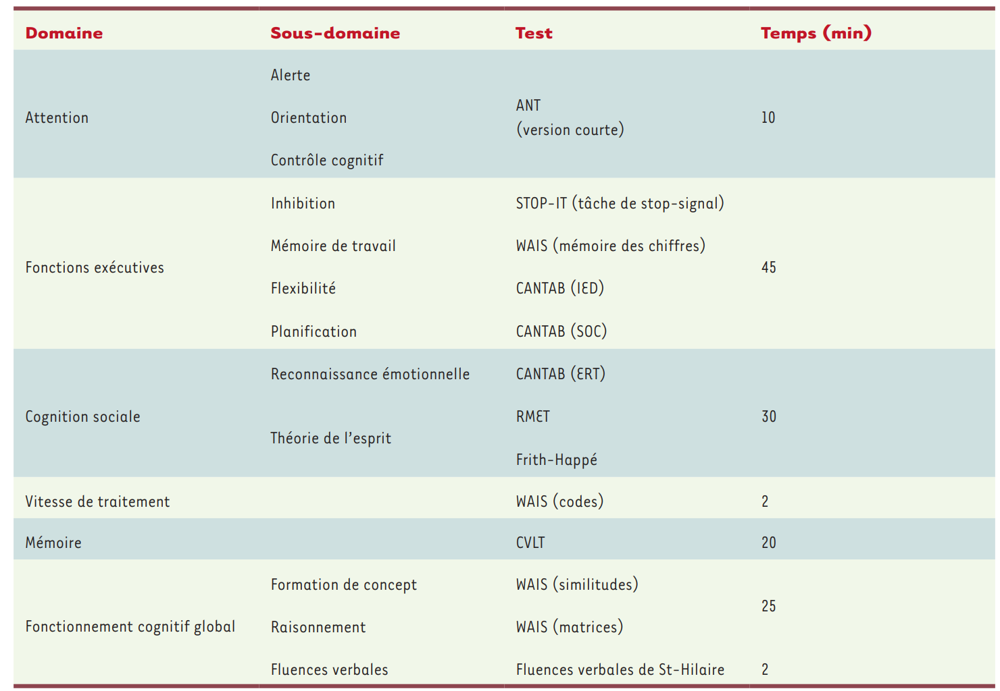 Domaine Sous-domaine Test Temps (min)
Alerte
ANT
Attention Orientation 10
(version courte)
Contrôle cognitif
Inhibition STOP-IT (tâche de stop-signal)
Mémoire de travail WAIS (mémoire des chiffres)
Fonctions exécutives 45
Flexibilité CANTAB (IED)
Planification CANTAB (SOC)
Reconnaissance émotionnelle CANTAB (ERT)
Cognition sociale RMET 30
Théorie de l’esprit
Frith-Happé
Vitesse de traitement WAIS (codes) 2
Mémoire CVLT 20
Formation de concept WAIS (similitudes)
25
Fonctionnement cognitif global Raisonnement WAIS (matrices)
Fluences verbales Fluences verbales de St-Hilaire 2